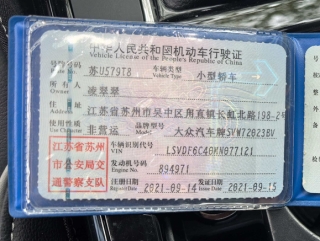 中华人民共和国机动车行驶证
Vehicle License of the People's Republic of China
号牌号码 苏U579T8 车辆类型 Vehicle Type 小型轿车
所有人 凌翠翠
住址 江苏省苏州市吴中区甪直镇长虹北路198-2号
使用性质 Use Character 非营运 品牌型号 Model 大众汽车牌SVW72023BV
江苏省苏州市公安局交通警察支队
车辆识别代号 VIN LSVDF6C40KN077121
发动机号码 Engine No. 894971
注册日期 Register Date 2021-09-14 发证日期 Issue Date 2021-09-15